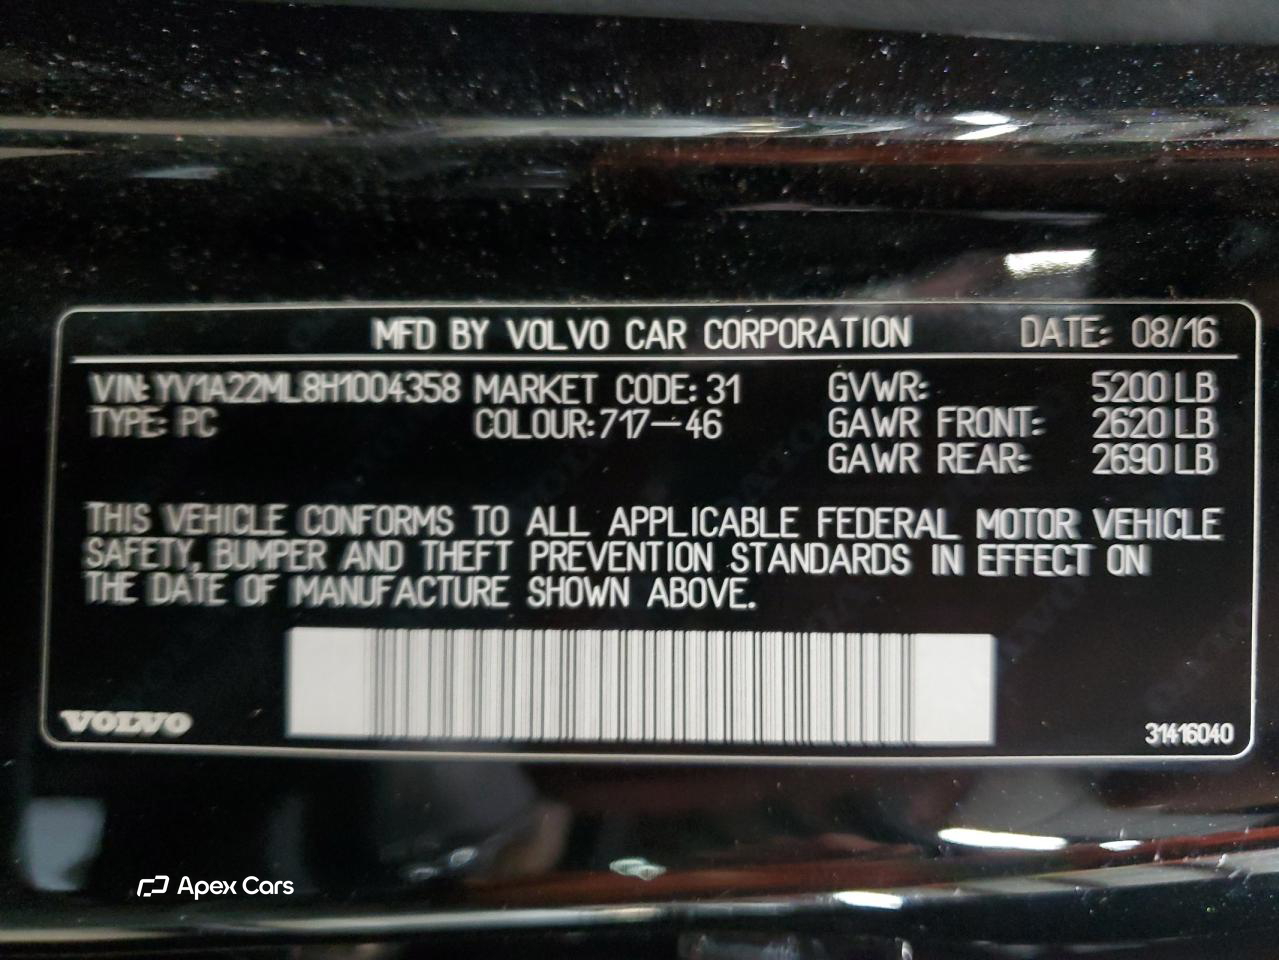 MFD BY VOLVO CAR CORPORATION DATE: 08/16
VIN: YV1A22ML8H1004358 MARKET CODE: 31 GVWR: 5200 LB
TYPE: PC COLOUR: 717-46 GAWR FRONT: 2620 LB
GAWR REAR: 2690 LB
THIS VEHICLE CONFORMS TO ALL APPLICABLE FEDERAL MOTOR VEHICLE
SAFETY, BUMPER AND THEFT PREVENTION STANDARDS IN EFFECT ON
THE DATE OF MANUFACTURE SHOWN ABOVE.
VOLVO 31416040
Apex Cars